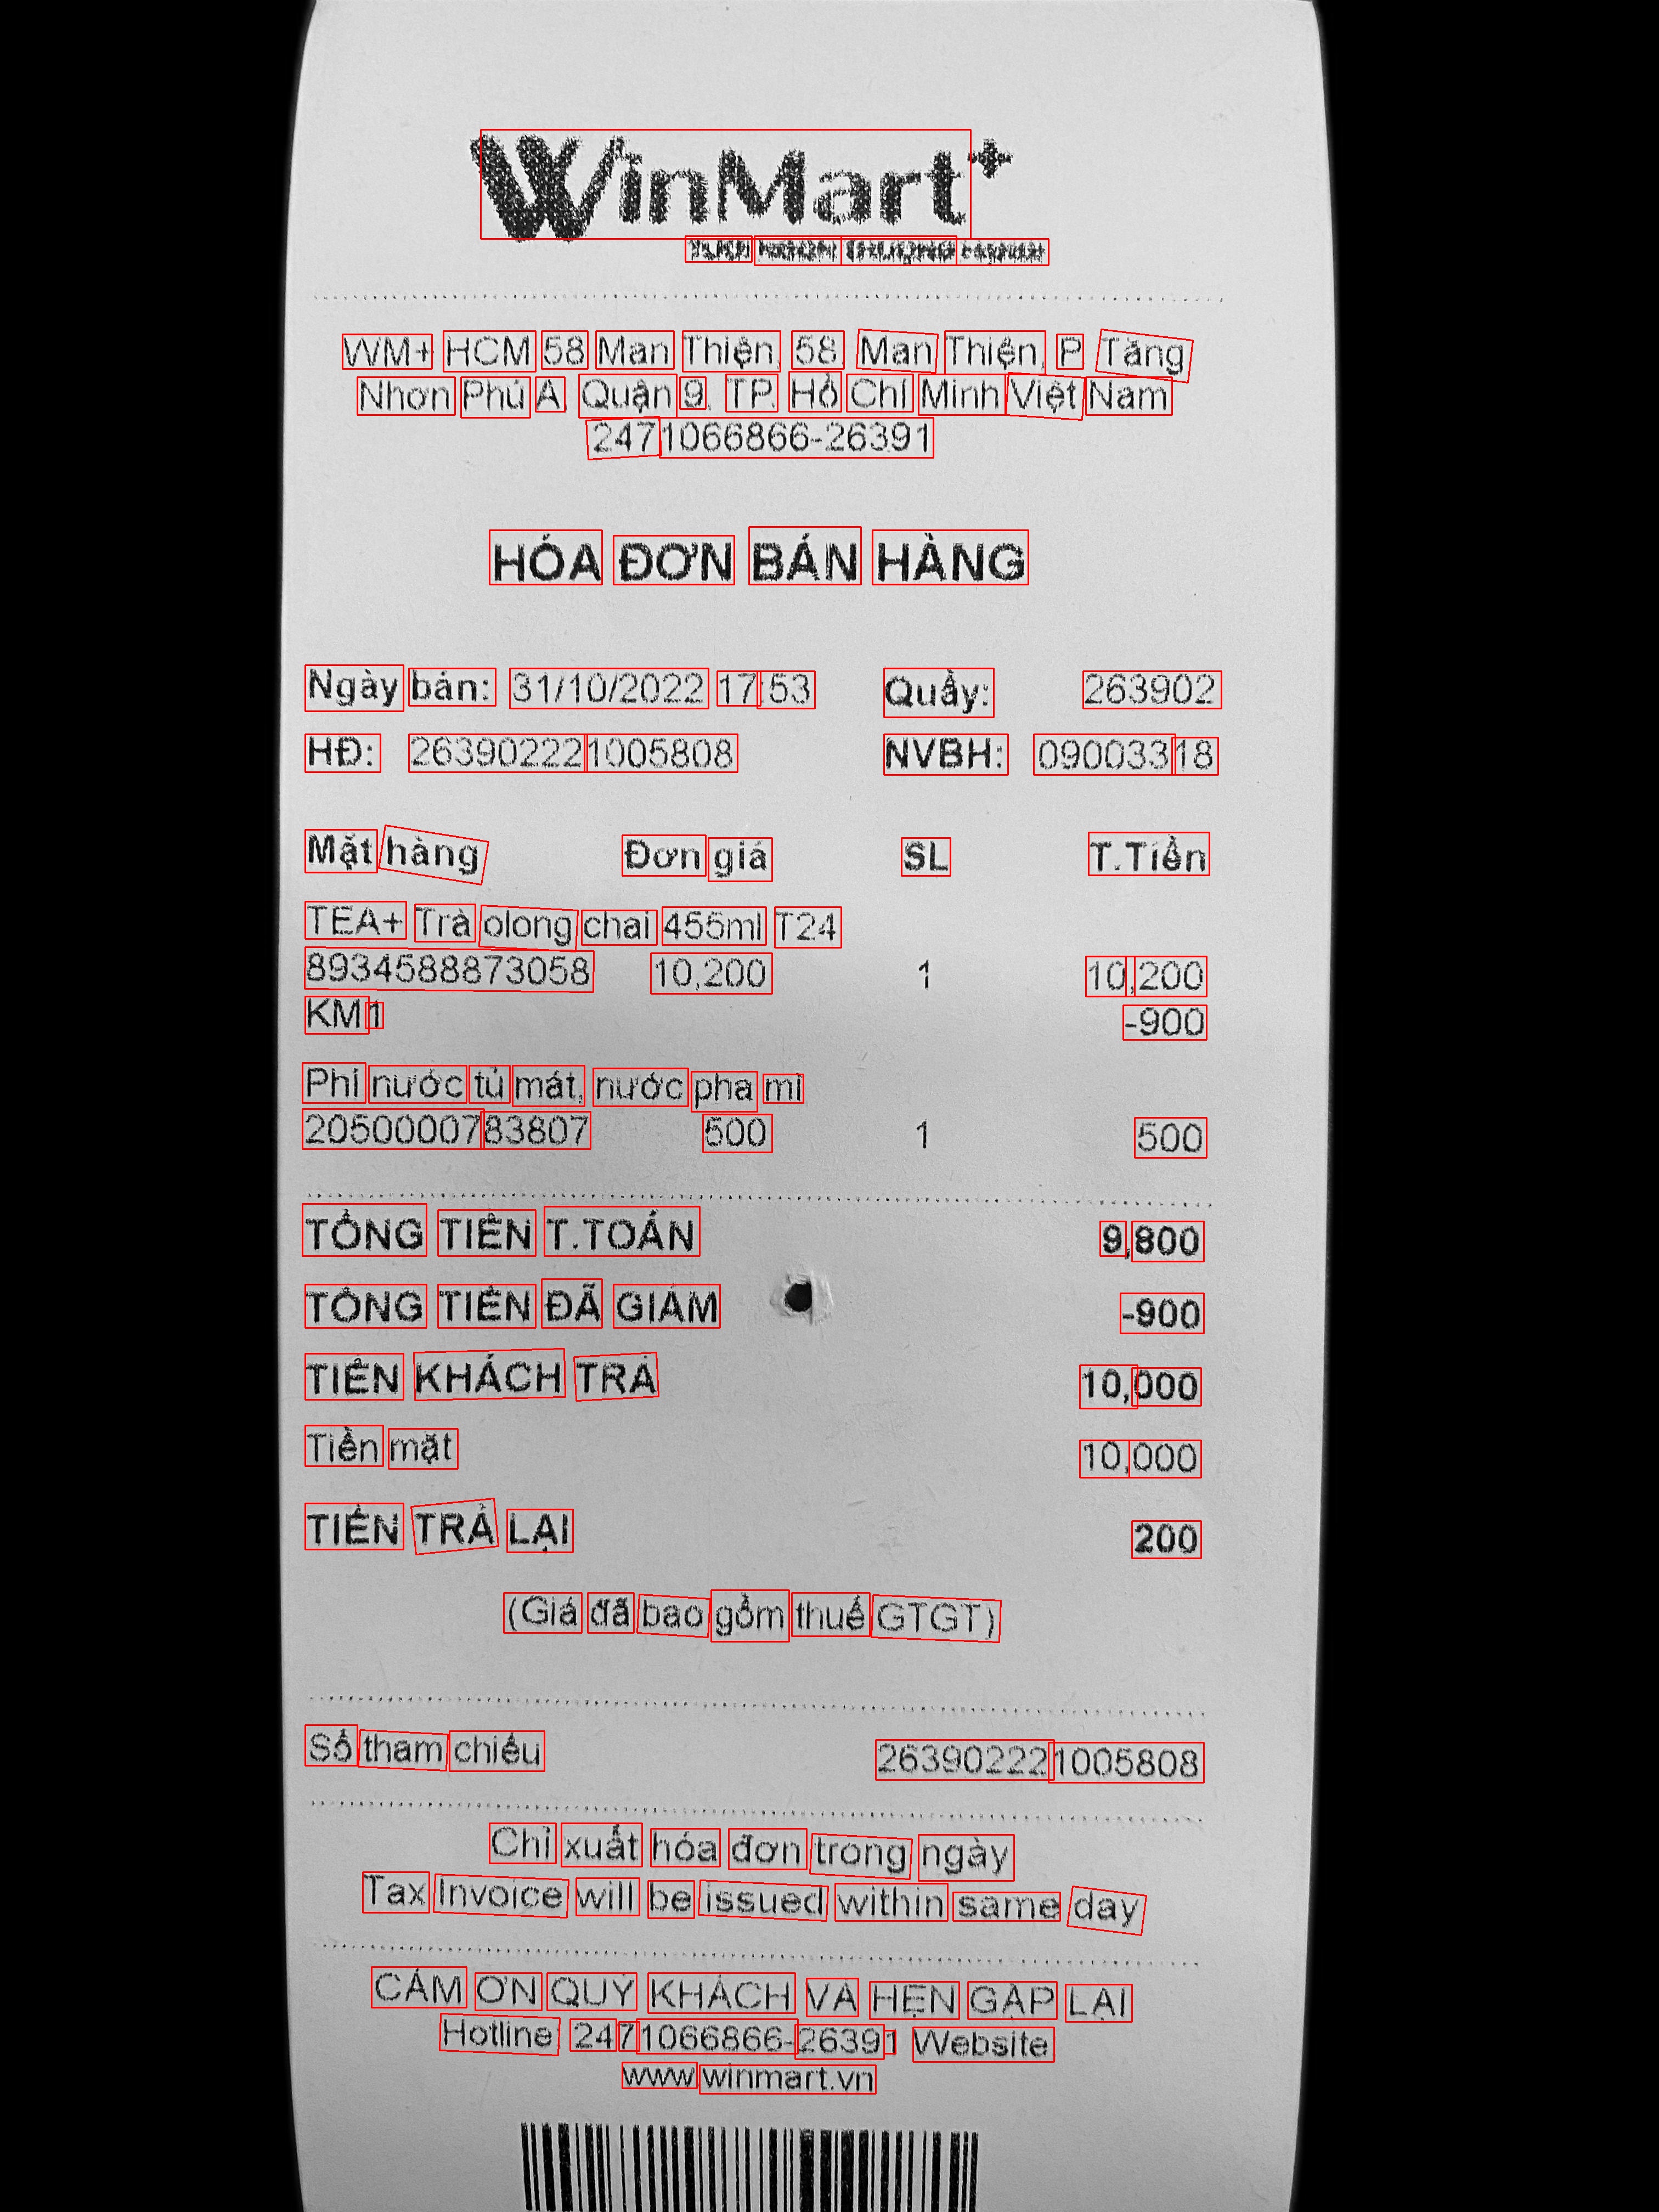 WinMart+
WM+ HCM 58 Man Thiện, 58, Man Thiện, P. Tăng
Nhơn Phú A, Quận 9, TP. Hồ Chí Minh Việt Nam
2471066866-26391
HÓA ĐƠN BÁN HÀNG
Ngày bán: 31/10/2022 17:53 Quầy: 263902
HĐ: 263902221005808 NVBH: 09003318
Mặt hàng Đơn giá SL T.Tiền
TEA+ Trà olong chai 455ml T24
8934588873058 10,200 1 10,200
KM1 -900
Phí nước tủ mát, nước pha mì
2050000783807 500 1 500
TỔNG TIỀN T.TOÁN 9,800
TỔNG TIỀN ĐÃ GIẢM -900
TIỀN KHÁCH TRẢ 10,000
Tiền mặt 10,000
TIỀN TRẢ LẠI 200
(Giá đã bao gồm thuế GTGT)
Số tham chiếu 263902221005808
Chỉ xuất hóa đơn trong ngày
Tax Invoice will be issued within same day
CẢM ƠN QUÝ KHÁCH VÀ HẸN GẶP LẠI
Hotline: 2471066866-26391 Website:
www.winmart.vn